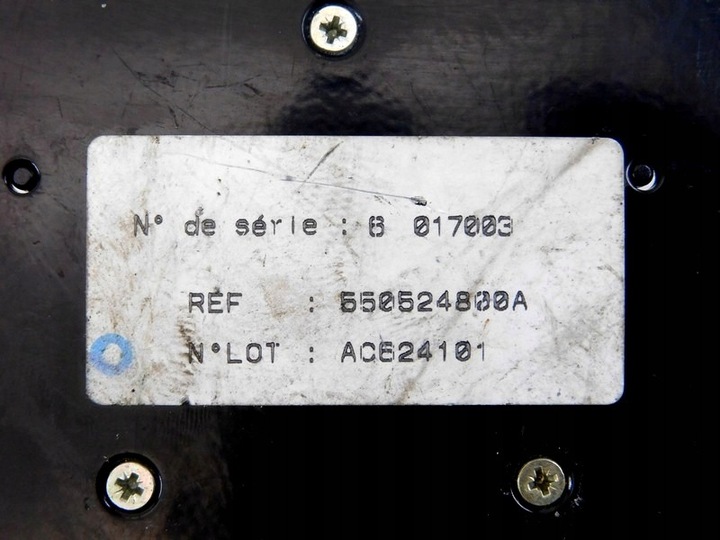 N° de série : 6 017003
REF : 550524800A
N°LOT : AC624101